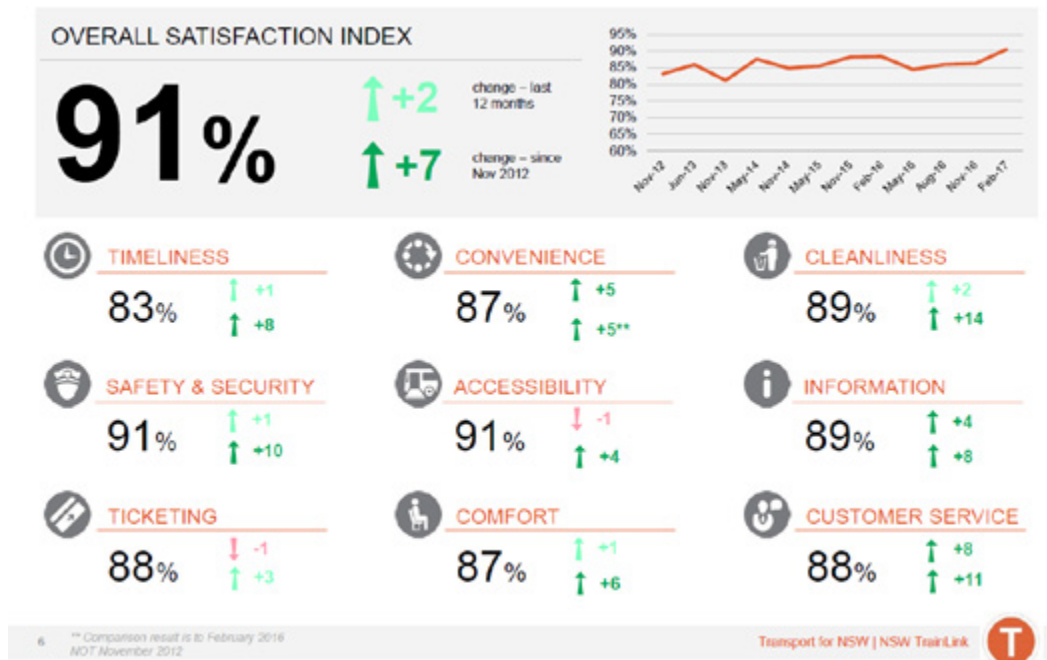 OVERALL SATISFACTION INDEX
91%
+2
change – last
12 months
+7
change – since
Nov 2012
95%
90%
85%
80%
75%
70%
65%
60%
Nov-12
Jun-13
Nov-13
May-14
Nov-14
May-15
Nov-15
Feb-16
May-16
Aug-16
Nov-16
Feb-17
TIMELINESS
83%
+1
+8
CONVENIENCE
87%
+5
+5**
CLEANLINESS
89%
+2
+14
SAFETY & SECURITY
91%
+1
+10
ACCESSIBILITY
91%
-1
+4
INFORMATION
89%
+4
+8
TICKETING
88%
-1
+3
COMFORT
87%
+1
+6
CUSTOMER SERVICE
88%
+8
+11
6
** Comparison result is to February 2016
NOT November 2012
Transport for NSW | NSW TrainLink
T